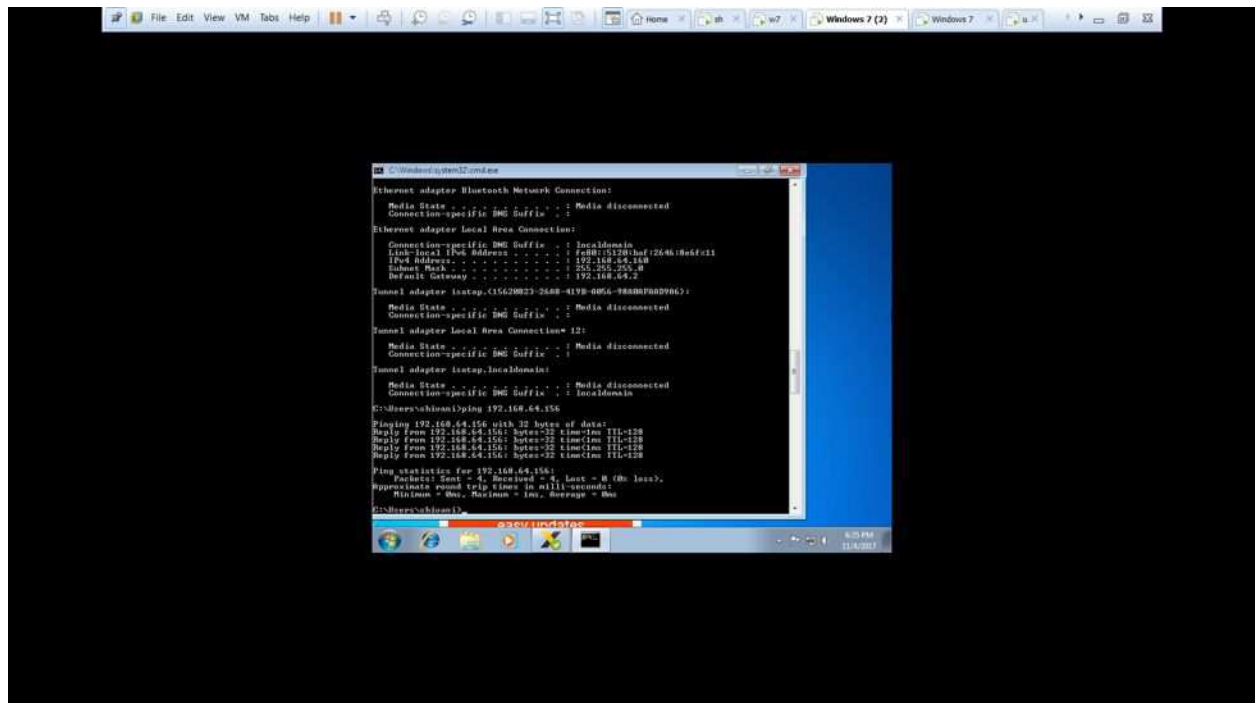 File Edit View VM Tabs Help Home sh w7 Windows 7 (2) Windows 7 u
C:\Windows\system32\cmd.exe
Ethernet adapter Bluetooth Network Connection:
Media State . . . . . . . . . . . : Media disconnected
Connection-specific DNS Suffix . :
Ethernet adapter Local Area Connection:
Connection-specific DNS Suffix . : localdomain
Link-local IPv6 Address . . . . . :
IPv4 Address. . . . . . . . . . . : 192.168.64.160
Subnet Mask . . . . . . . . . . . : 255.255.255.0
Default Gateway . . . . . . . . . : 192.168.64.2
Tunnel adapter
Media State . . . . . . . . . . . : Media disconnected
Connection-specific DNS Suffix . :
Tunnel adapter Local Area Connection* 12:
Media State . . . . . . . . . . . : Media disconnected
Connection-specific DNS Suffix . :
Tunnel adapter isatap.localdomain:
Media State . . . . . . . . . . . : Media disconnected
Connection-specific DNS Suffix . : localdomain
C:\Users\shivani>ping 192.168.64.156
Pinging 192.168.64.156 with 32 bytes of data:
Reply from 192.168.64.156: bytes=32 time=1ms TTL=128
Reply from 192.168.64.156: bytes=32 time<1ms TTL=128
Reply from 192.168.64.156: bytes=32 time<1ms TTL=128
Reply from 192.168.64.156: bytes=32 time<1ms TTL=128
Ping statistics for 192.168.64.156:
Packets: Sent = 4, Received = 4, Lost = 0 (0% loss),
Approximate round trip times in milli-seconds:
Minimum = 0ms, Maximum = 1ms, Average = 0ms
C:\Users\shivani>_
easy updates
6:25 PM
11/4/2017